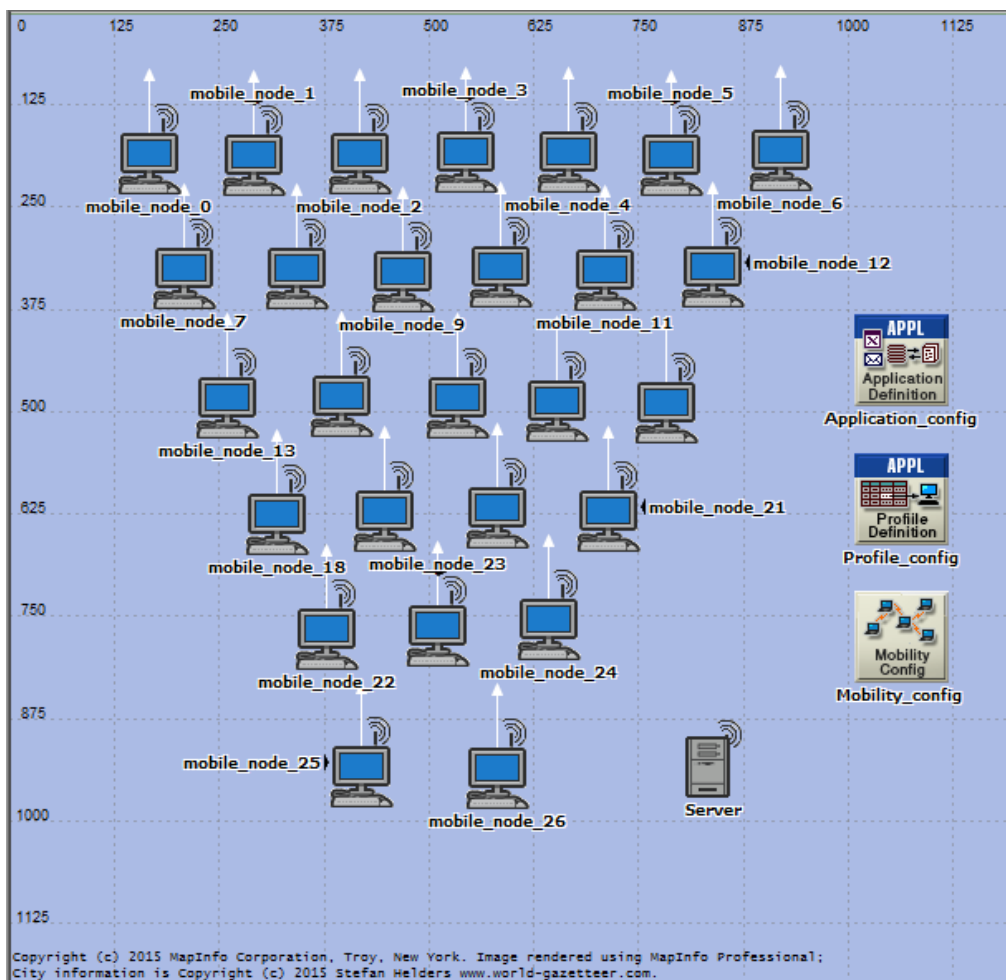 0 125 250 375 500 625 750 875 1000 1125
mobile_node_1 mobile_node_3 mobile_node_5
125
mobile_node_0 mobile_node_2 mobile_node_4 mobile_node_6
250
mobile_node_12
375
mobile_node_7 mobile_node_9 mobile_node_11
APPL
Application
Definition
Application_config
500
mobile_node_13
APPL
Profile
Definition
Profile_config
625
mobile_node_21
mobile_node_18 mobile_node_23
750
Mobility
Config
Mobility_config
mobile_node_22 mobile_node_24
875
mobile_node_25
Server
1000
mobile_node_26
1125
Copyright (c) 2015 MapInfo Corporation, Troy, New York. Image rendered using MapInfo Professional;
City information is Copyright (c) 2015 Stefan Helders www.world-gazetteer.com.